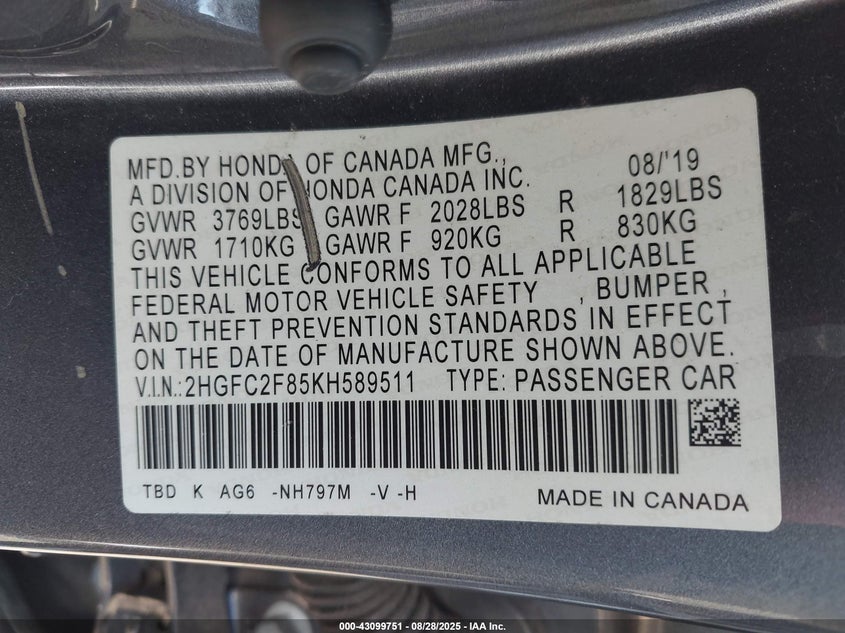 MFD.BY HONDA OF CANADA MFG., 08/'19
A DIVISION OF HONDA CANADA INC.
GVWR 3769LBS GAWR F 2028LBS R 1829LBS
GVWR 1710KG GAWR F 920KG R 830KG
THIS VEHICLE CONFORMS TO ALL APPLICABLE
FEDERAL MOTOR VEHICLE SAFETY , BUMPER ,
AND THEFT PREVENTION STANDARDS IN EFFECT
ON THE DATE OF MANUFACTURE SHOWN ABOVE.
V.I.N.:2HGFC2F85KH589511 TYPE: PASSENGER CAR
TBD K AG6 -NH797M -V -H MADE IN CANADA
000-43099751 - 08/28/2025 - IAA Inc.